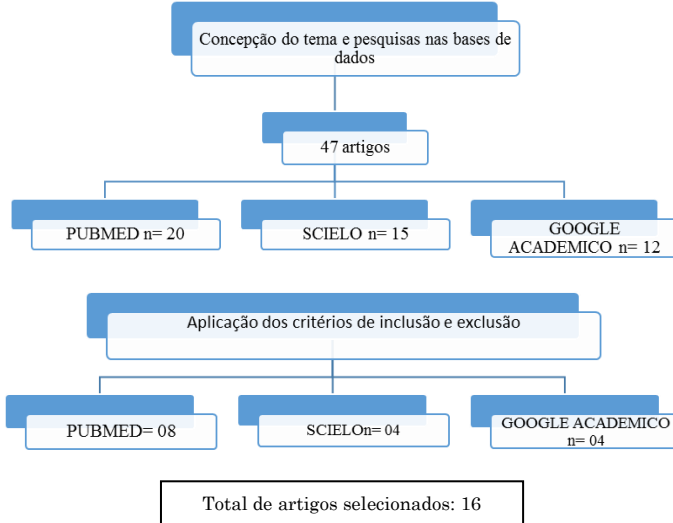 Concepção do tema e pesquisas nas bases de
dados
47 artigos
PUBMED n= 20
SCIELO n= 15
GOOGLE
ACADEMICO n= 12
Aplicação dos critérios de inclusão e exclusão
PUBMED= 08
SCIELOn= 04
GOOGLE ACADEMICO
n= 04
Total de artigos selecionados: 16